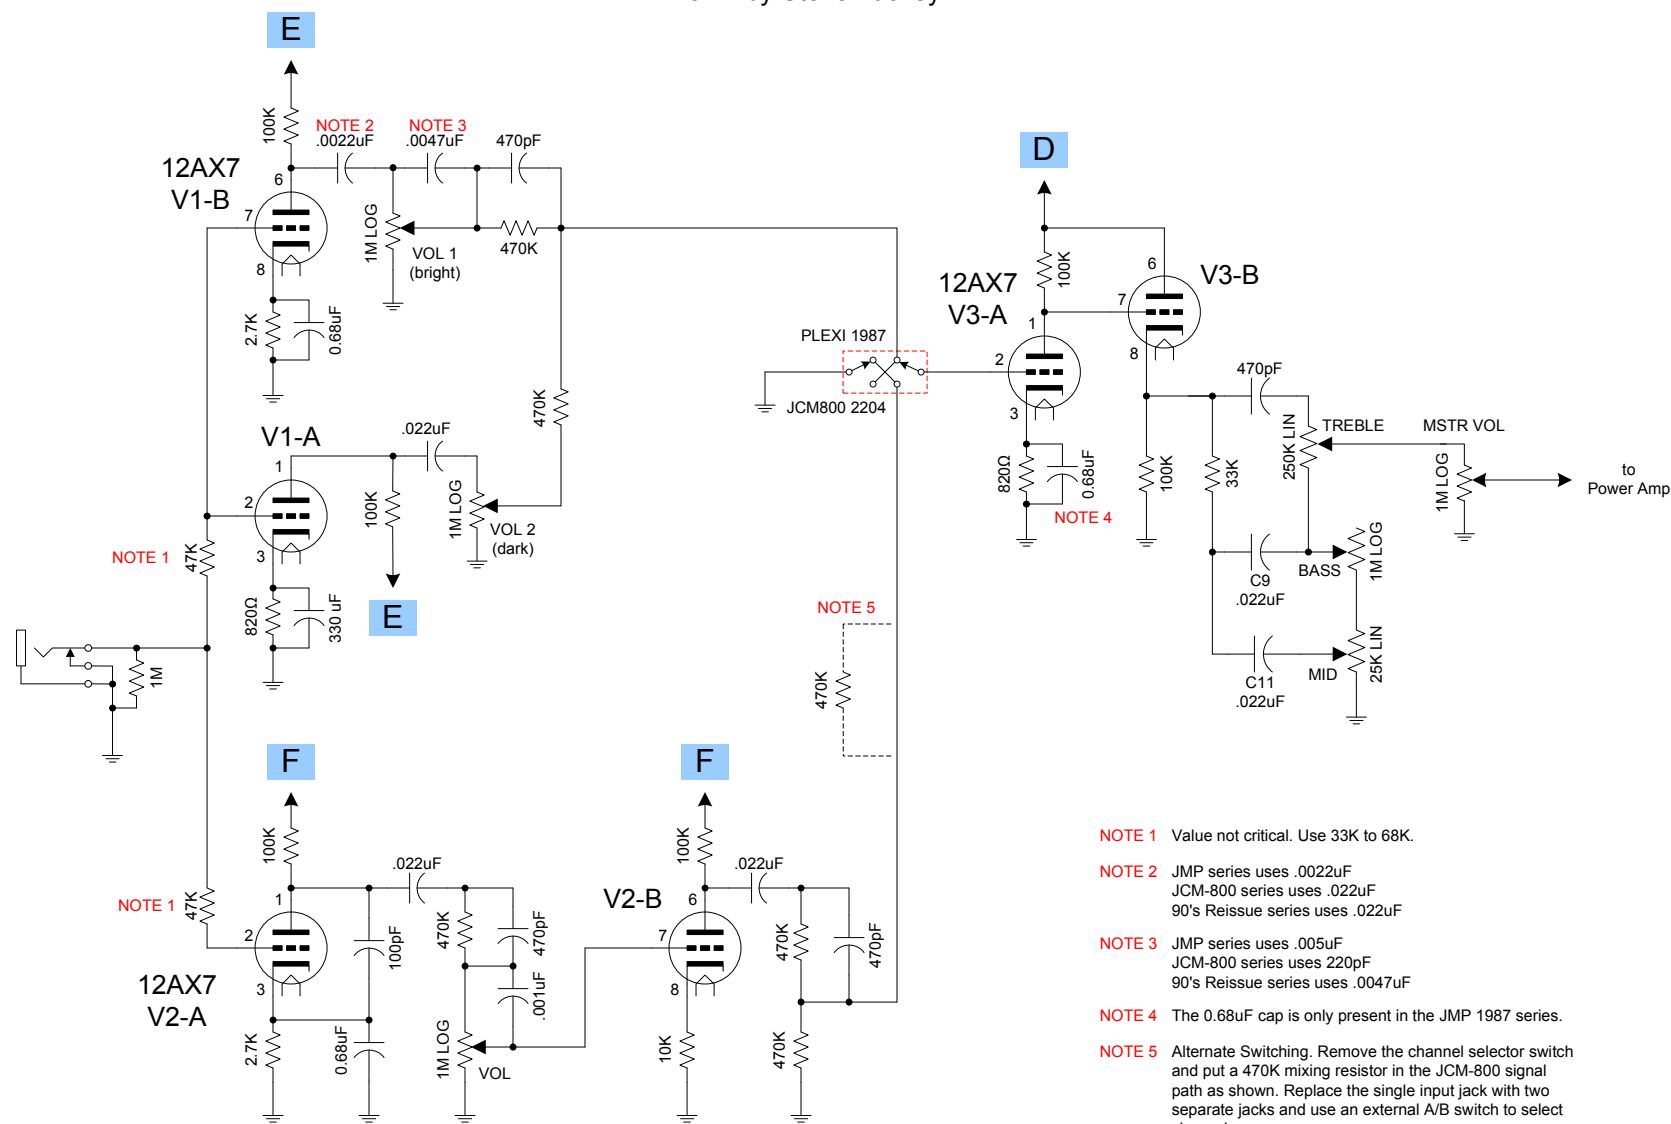 E
100K
NOTE 2
.0022uF
NOTE 3
.0047uF
470pF
12AX7
V1-B
6
7
8
1M LOG
VOL 1
(bright)
470K
2.7K
0.68uF
470K
V1-A
1
2
3
.022uF
100K
1M LOG
VOL 2
(dark)
E
NOTE 1
47K
820Ω
330 uF
1M
PLEXI 1987
JCM800 2204
D
100K
12AX7
V3-A
1
2
3
820Ω
0.68uF
NOTE 4
V3-B
6
7
8
100K
33K
470pF
250K LIN
TREBLE
MSTR VOL
1M LOG
to
Power Amp
C9
.022uF
BASS
1M LOG
C11
.022uF
MID
25K LIN
NOTE 5
470K
F
100K
NOTE 1
47K
1
2
3
12AX7
V2-A
2.7K
100pF
0.68uF
.022uF
470K
470pF
.001uF
1M LOG
VOL
F
100K
V2-B
6
7
8
10K
.022uF
470K
470pF
470K
NOTE 1 Value not critical. Use 33K to 68K.
NOTE 2 JMP series uses .0022uF
JCM-800 series uses .022uF
90's Reissue series uses .022uF
NOTE 3 JMP series uses .005uF
JCM-800 series uses 220pF
90's Reissue series uses .0047uF
NOTE 4 The 0.68uF cap is only present in the JMP 1987 series.
NOTE 5 Alternate Switching. Remove the channel selector switch
and put a 470K mixing resistor in the JCM-800 signal
path as shown. Replace the single input jack with two
separate jacks and use an external A/B switch to select